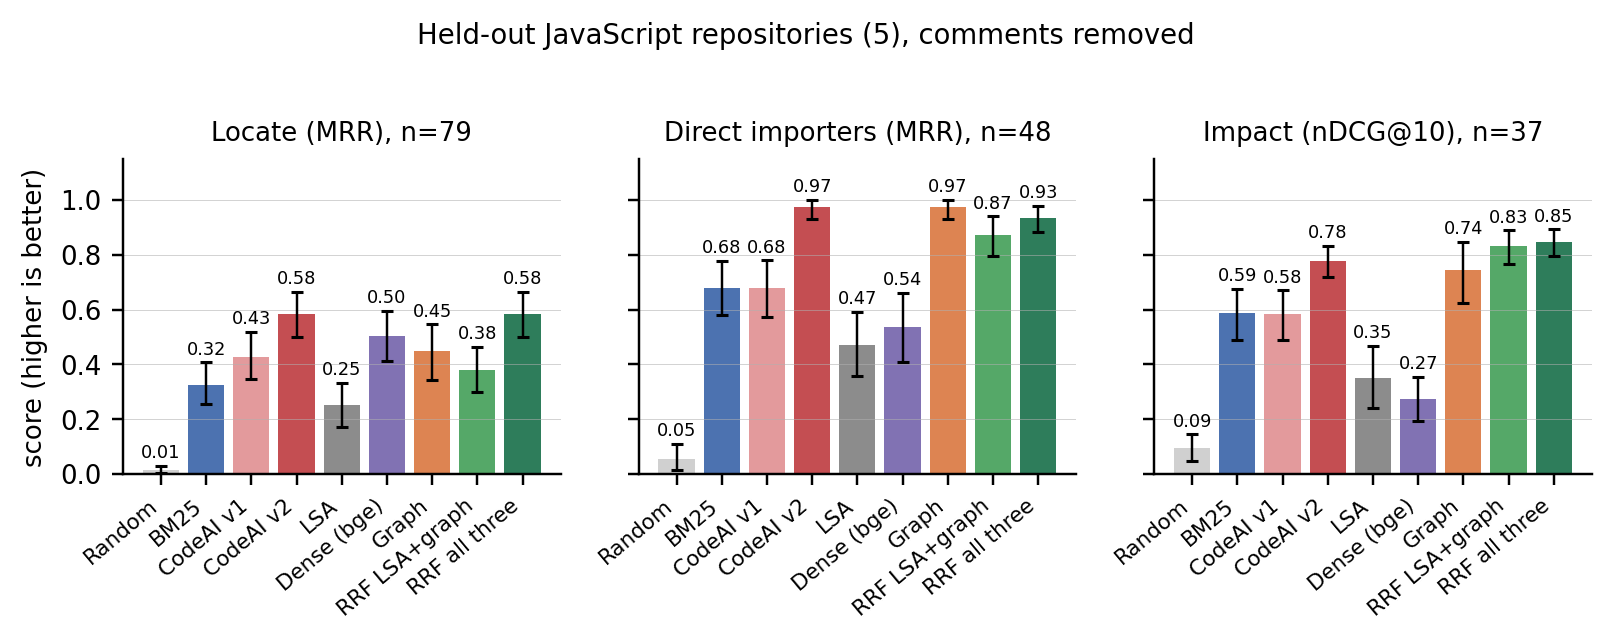 Held-out JavaScript repositories (5), comments removed
Locate (MRR), n=79
Direct importers (MRR), n=48
Impact (nDCG@10), n=37
score (higher is better)
1.0
0.8
0.6
0.4
0.2
0.0
0.01
0.32
0.43
0.58
0.25
0.50
0.45
0.38
0.58
0.05
0.68
0.68
0.97
0.47
0.54
0.97
0.87
0.93
0.09
0.59
0.58
0.78
0.35
0.27
0.74
0.83
0.85
Random
BM25
CodeAI v1
CodeAI v2
LSA
Dense (bge)
Graph
RRF LSA+graph
RRF all three
Random
BM25
CodeAI v1
CodeAI v2
LSA
Dense (bge)
Graph
RRF LSA+graph
RRF all three
Random
BM25
CodeAI v1
CodeAI v2
LSA
Dense (bge)
Graph
RRF LSA+graph
RRF all three